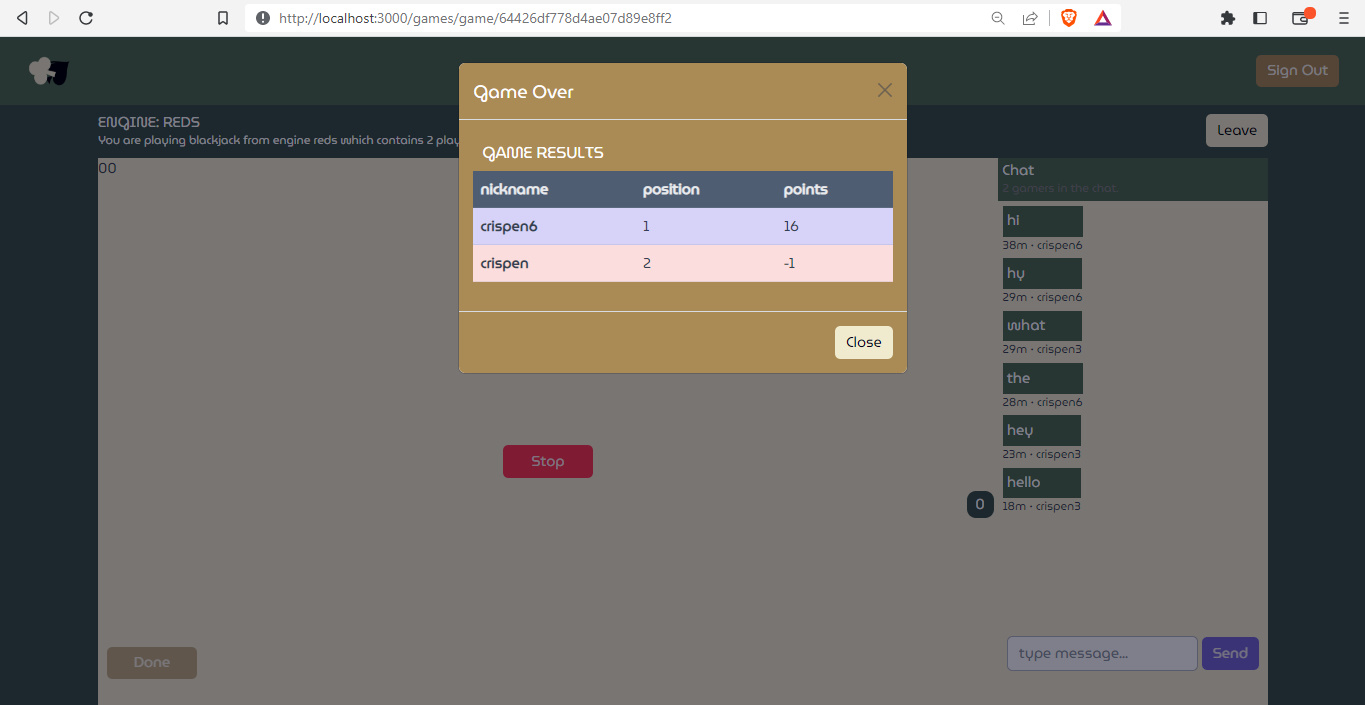 http://localhost:3000/games/game/64426df778d4ae07d89e8ff2
Sign Out
ENGINE: REDS
You are playing blackjack from engine reds which contains 2
Leave
00
Game Over
GAME RESULTS
nickname position points
crispen6 1 16
crispen 2 -1
Close
Stop
0
Done
Chat
2 gamers in the chat.
hi
38m · crispen6
hy
29m · crispen6
what
29m · crispen3
the
28m · crispen6
hey
23m · crispen3
hello
18m · crispen3
type message...
Send